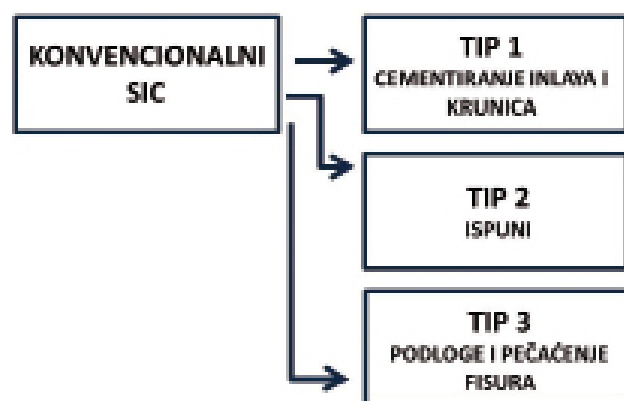 KONVENCIONALNI
SIC
TIP 1
CEMENTIRANJE INLAYA I
KRUNICA
TIP 2
ISPUNI
TIP 3
PODLOGE I PEČAĆENJE
FISURA